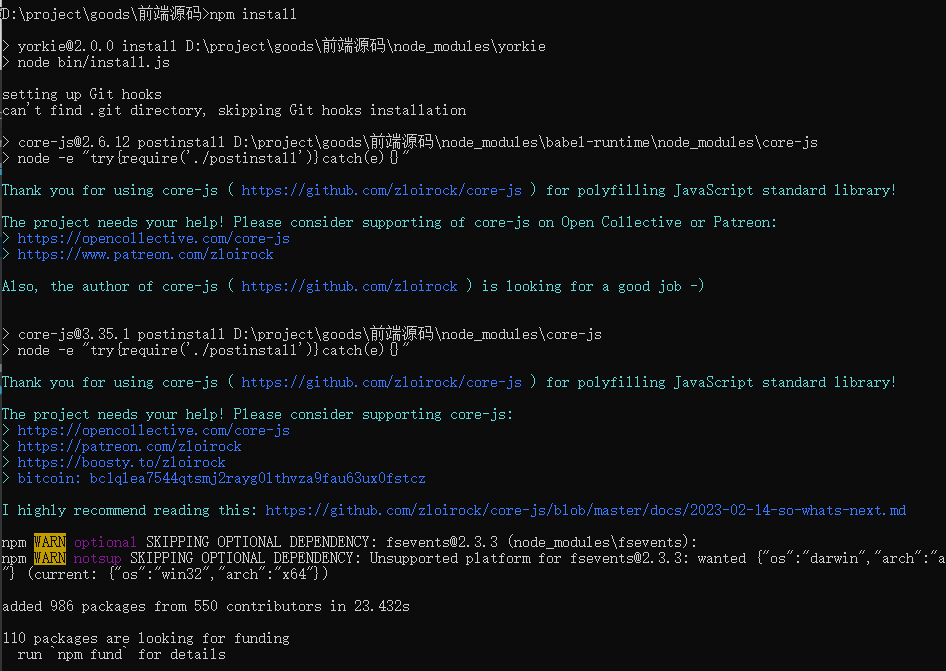 D:\project\goods\前端源码>npm install
> yorkie@2.0.0 install D:\project\goods\前端源码\node_modules\yorkie
> node bin/install.js
setting up Git hooks
can't find .git directory, skipping Git hooks installation
> core-js@2.6.12 postinstall D:\project\goods\前端源码\node_modules\babel-runtime\node_modules\core-js
> node -e "try{require('./postinstall')}catch(e){}"
Thank you for using core-js ( https://github.com/zloirock/core-js ) for polyfilling JavaScript standard library!
The project needs your help! Please consider supporting of core-js on Open Collective or Patreon:
> https://opencollective.com/core-js
> https://www.patreon.com/zloirock
Also, the author of core-js ( https://github.com/zloirock ) is looking for a good job -)
> core-js@3.35.1 postinstall D:\project\goods\前端源码\node_modules\core-js
> node -e "try{require('./postinstall')}catch(e){}"
Thank you for using core-js ( https://github.com/zloirock/core-js ) for polyfilling JavaScript standard library!
The project needs your help! Please consider supporting core-js:
> https://opencollective.com/core-js
> https://patreon.com/zloirock
> https://boosty.to/zloirock
> bitcoin: bc1qlea7544qtsmj2rayg0lthvza9fau63ux0fstcz
I highly recommend reading this: https://github.com/zloirock/core-js/blob/master/docs/2023-02-14-so-whats-next.md
npm WARN optional SKIPPING OPTIONAL DEPENDENCY: fsevents@2.3.3 (node_modules\fsevents):
npm WARN notsup SKIPPING OPTIONAL DEPENDENCY: Unsupported platform for fsevents@2.3.3: wanted {"os":"darwin","arch":"a
"} (current: {"os":"win32","arch":"x64"})
added 986 packages from 550 contributors in 23.432s
110 packages are looking for funding
run `npm fund` for details